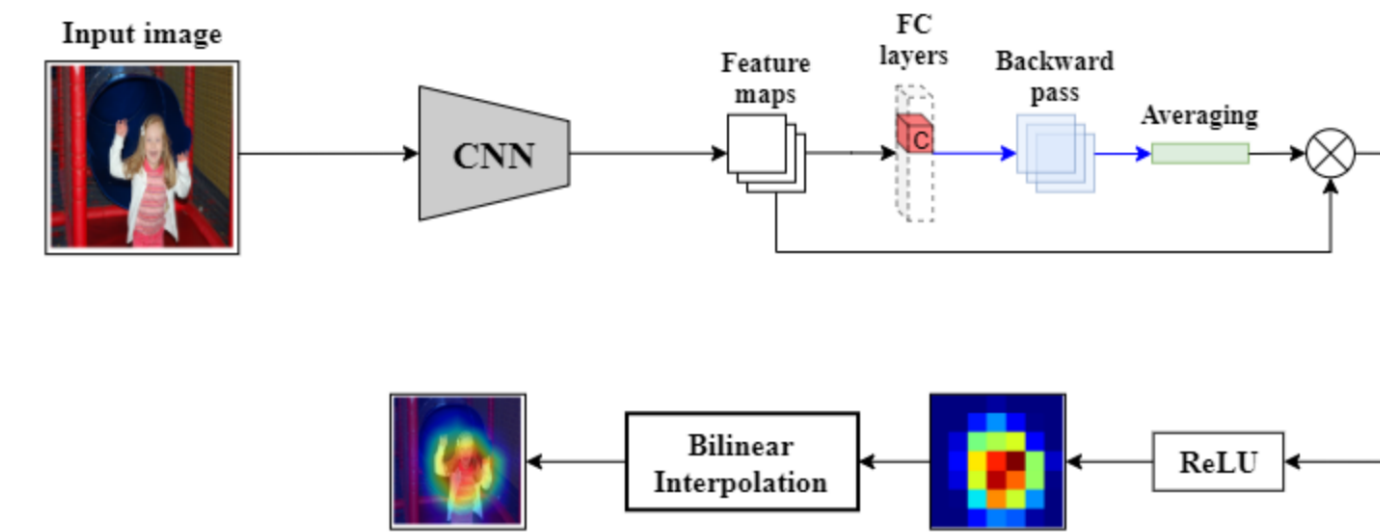 Input image
CNN
Feature
maps
FC
layers
C
Backward
pass
Averaging
ReLU
Bilinear
Interpolation